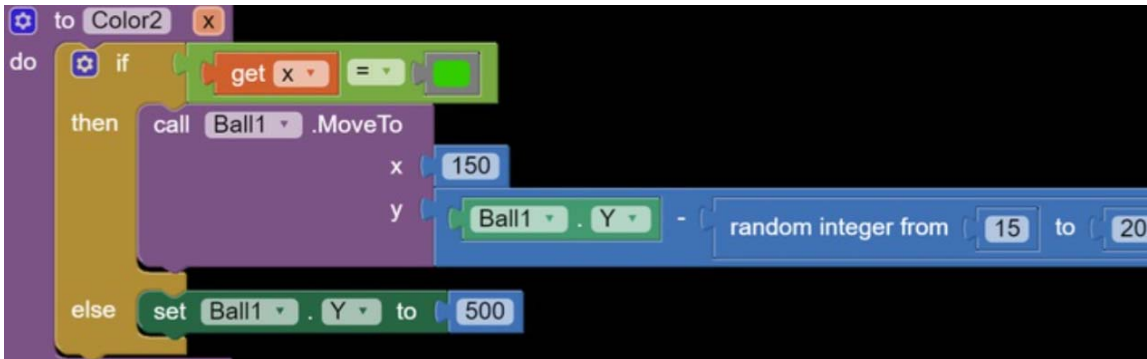 to Color2 x
do if get x =
then call Ball1 .MoveTo
x 150
y Ball1 . Y - random integer from 15 to 20
else set Ball1 . Y to 500